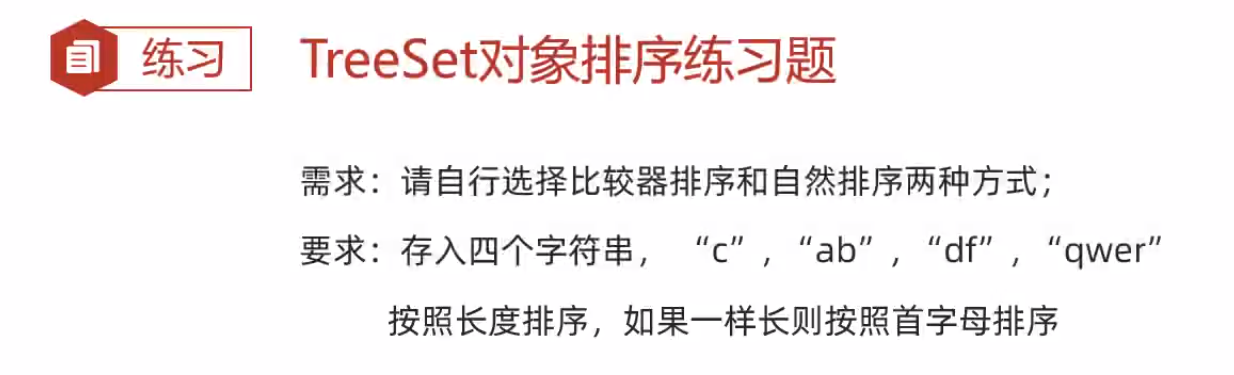 练习
TreeSet对象排序练习题
需求：请自行选择比较器排序和自然排序两种方式；
要求：存入四个字符串， “c”，“ab”，“df”，“qwer”
按照长度排序，如果一样长则按照首字母排序